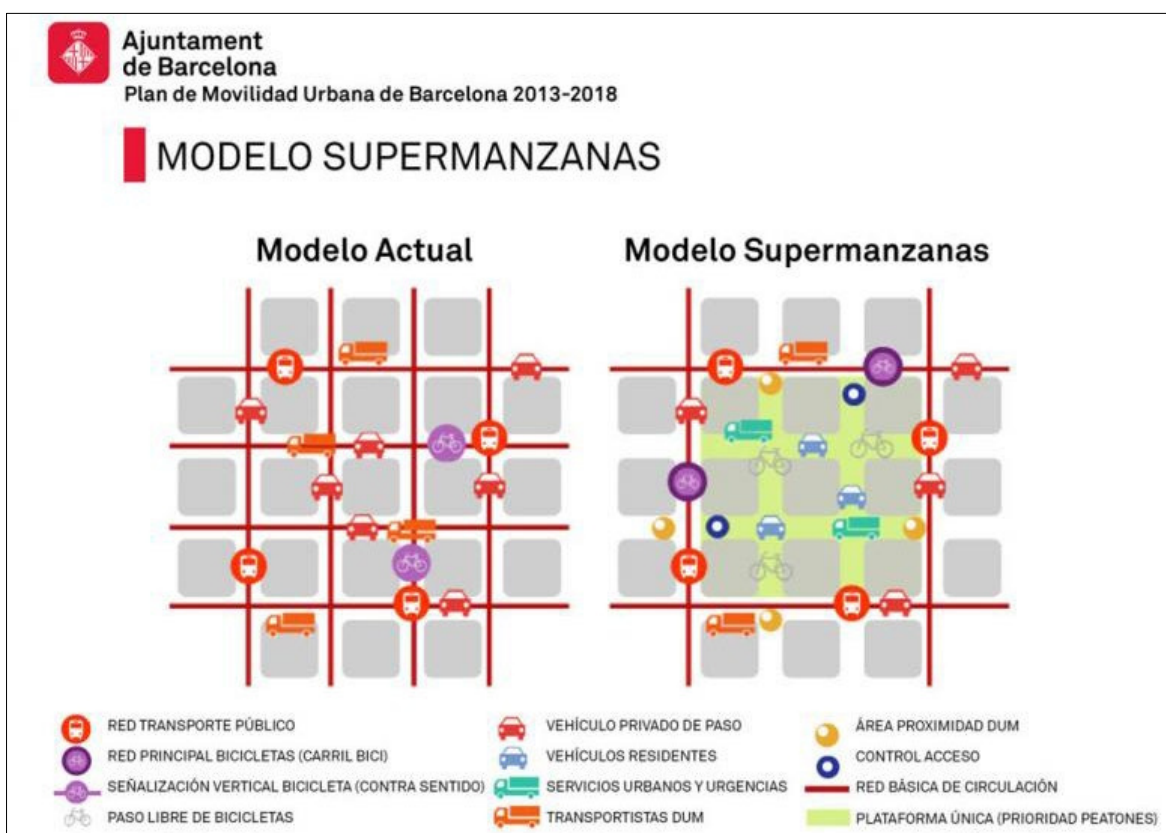 Ajuntament
de Barcelona
Plan de Movilidad Urbana de Barcelona 2013-2018
MODELO SUPERMANZANAS
Modelo Actual
Modelo Supermanzanas
RED TRANSPORTE PÚBLICO
RED PRINCIPAL BICICLETAS (CARRIL BICI)
SEÑALIZACIÓN VERTICAL BICICLETA (CONTRA SENTIDO)
PASO LIBRE DE BICICLETAS
VEHÍCULO PRIVADO DE PASO
VEHÍCULOS RESIDENTES
SERVICIOS URBANOS Y URGENCIAS
TRANSPORTISTAS DUM
ÁREA PROXIMIDAD DUM
CONTROL ACCESO
RED BÁSICA DE CIRCULACIÓN
PLATAFORMA ÚNICA (PRIORIDAD PEATONES)